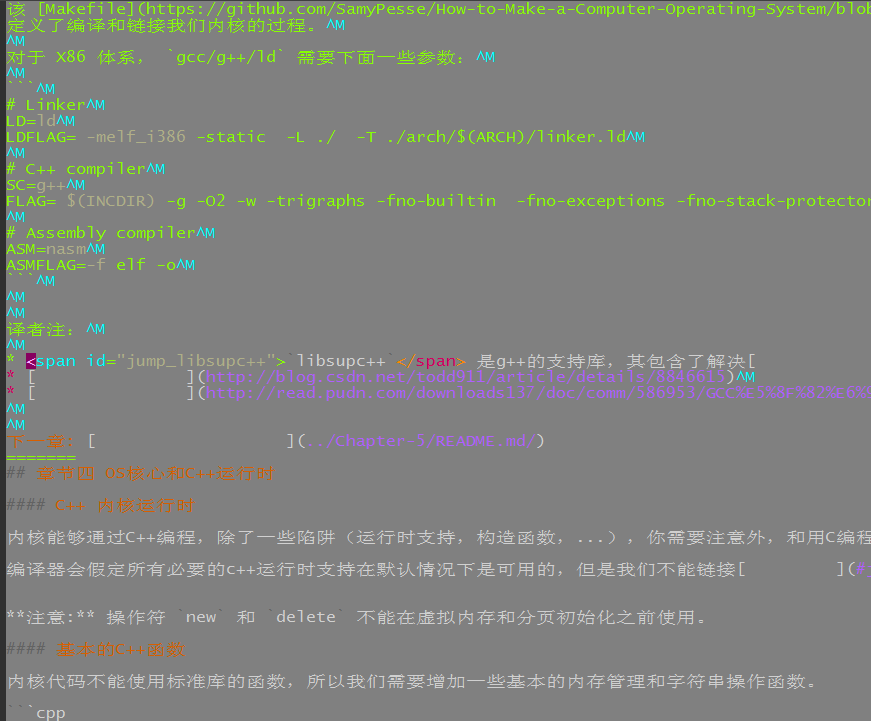 该 [Makefile](https://github.com/SamyPesse/How-to-Make-a-Computer-Operating-System/blob
定义了编译和链接我们内核的过程。^M
^M
对于 X86 体系， `gcc/g++/ld` 需要下面一些参数：^M
^M
```^M
# Linker^M
LD=ld^M
LDFLAG= -melf_i386 -static  -L ./  -T ./arch/$(ARCH)/linker.ld^M
^M
# C++ compiler^M
SC=g++^M
FLAG= $(INCDIR) -g -O2 -w -trigraphs -fno-builtin  -fno-exceptions -fno-stack-protector
^M
# Assembly compiler^M
ASM=nasm^M
ASMFLAG=-f elf -o^M
```^M
^M
^M
译者注：^M
^M
* <span id="jump_libsupc++">`libsupc++`</span> 是g++的支持库，其包含了解决[
* [                ](http://blog.csdn.net/todd911/article/details/8846615)^M
* [                ](http://read.pudn.com/downloads137/doc/comm/586953/GCC%E5%8F%82%E6%
^M
^M
下一章： [                    ](../Chapter-5/README.md/)
=======
## 章节四 OS核心和C++运行时
#### C++ 内核运行时
内核能够通过C++编程，除了一些陷阱（运行时支持，构造函数，...），你需要注意外，和用C编程
编译器会假定所有必要的c++运行时支持在默认情况下是可用的，但是我们不能链接[          ](#
**注意:** 操作符 `new` 和 `delete` 不能在虚拟内存和分页初始化之前使用。
#### 基本的C++函数
内核代码不能使用标准库的函数，所以我们需要增加一些基本的内存管理和字符串操作函数。
```cpp